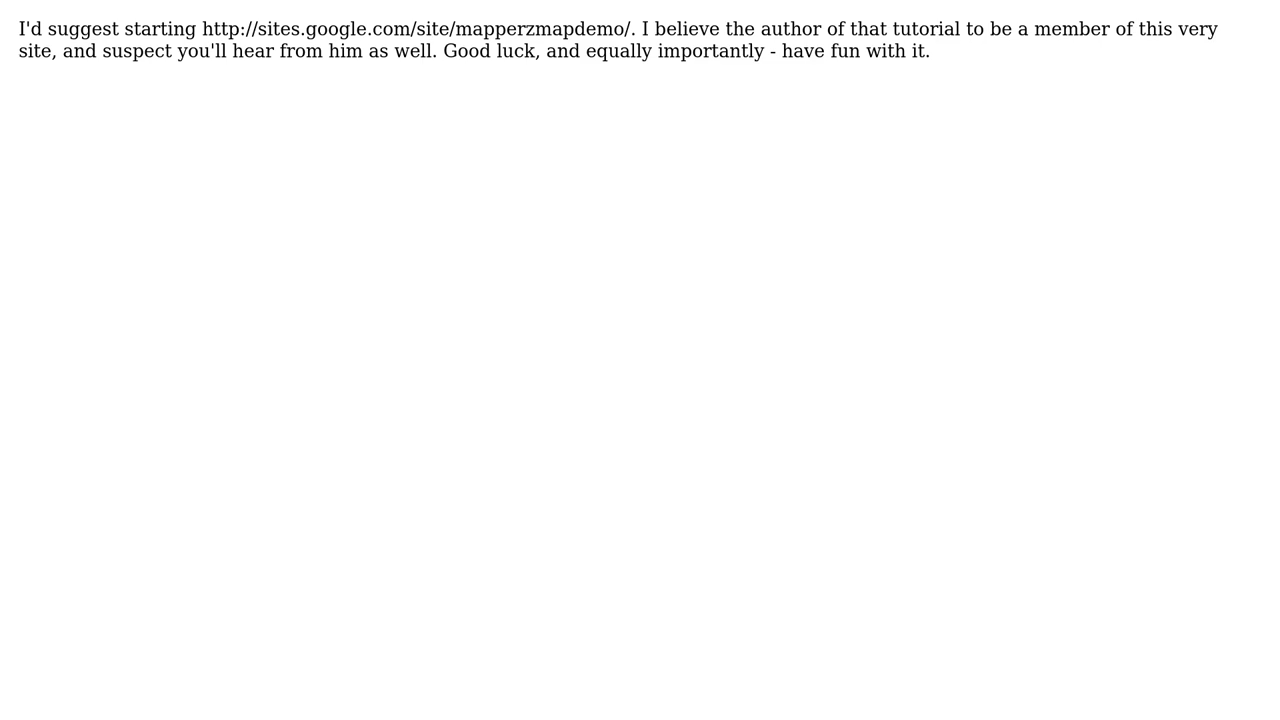 I'd suggest starting http://sites.google.com/site/mapperzmapdemo/. I believe the author of that tutorial to be a member of this very
site, and suspect you'll hear from him as well. Good luck, and equally importantly - have fun with it.